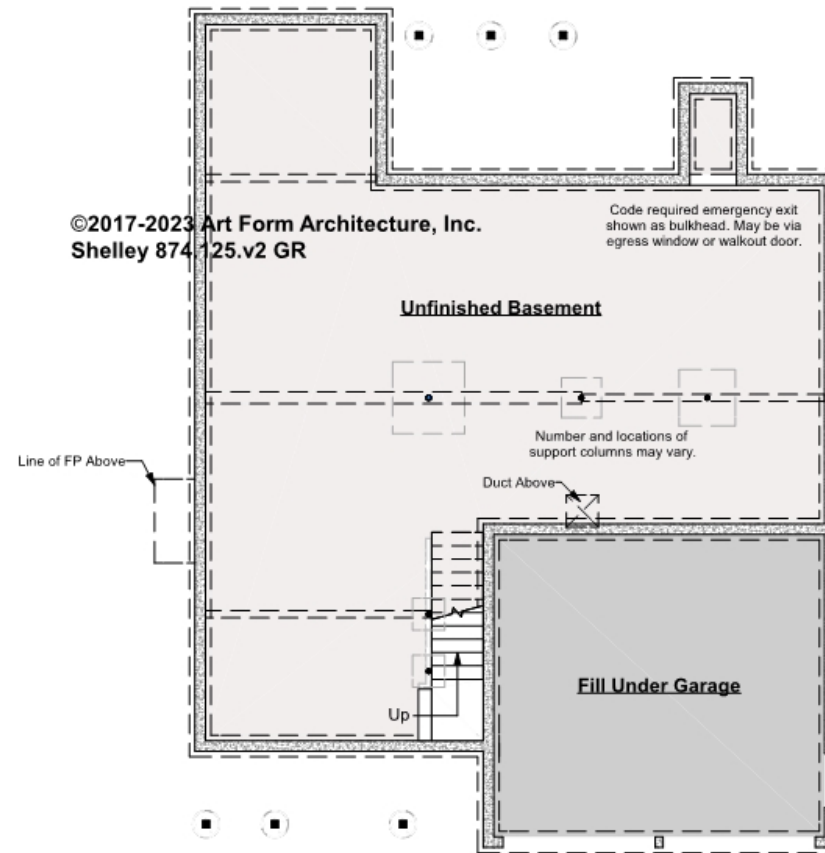 ©2017-2023 Art Form Architecture, Inc.
Shelley 874.125.v2 GR
Code required emergency exit
shown as bulkhead. May be via
egress window or walkout door.
Unfinished Basement
Number and locations of
support columns may vary.
Line of FP Above
Duct Above
Fill Under Garage
Up